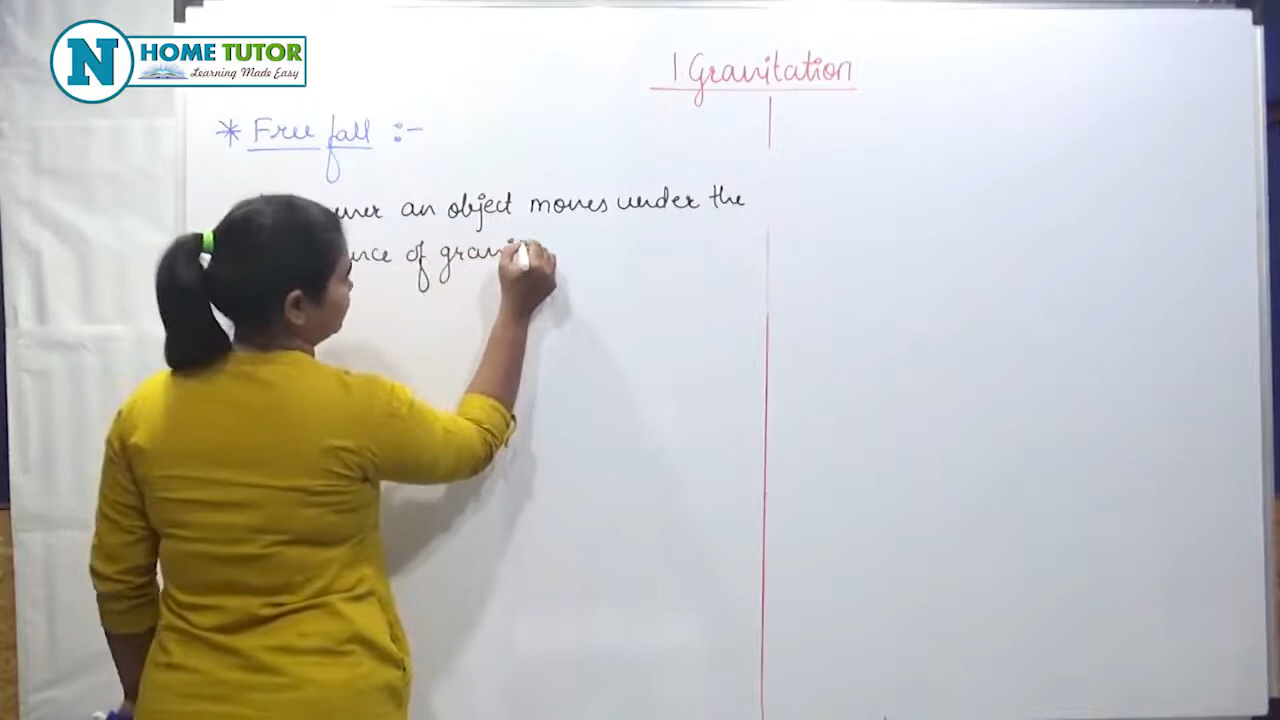 N HOME TUTOR
Learning Made Easy
1. Gravitation
* Free fall :-
an object moves under the
of